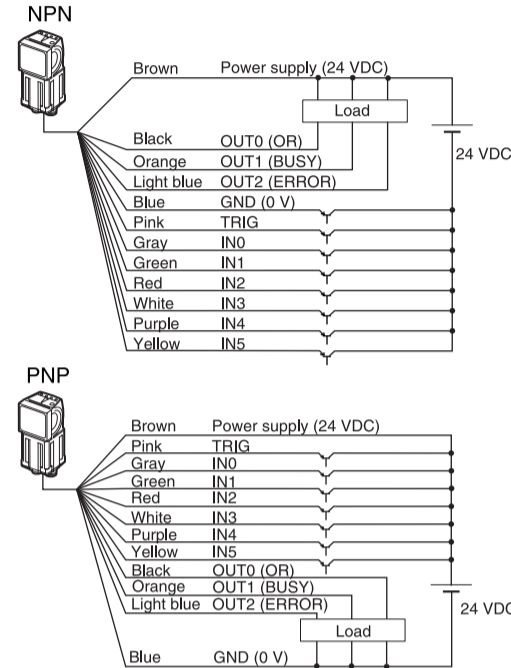 NPN
Brown Power supply (24 VDC)
Load
Black OUT0 (OR)
24 VDC
Orange OUT1 (BUSY)
Light blue OUT2 (ERROR)
Blue GND (0 V)
Pink TRIG
Gray IN0
Green IN1
Red IN2
White IN3
Purple IN4
Yellow IN5
PNP
Brown Power supply (24 VDC)
Pink TRIG
Gray IN0
Green IN1
Red IN2
White IN3
Purple IN4
Yellow IN5
Black OUT0 (OR)
Orange OUT1 (BUSY)
Light blue OUT2 (ERROR)
24 VDC
Load
Blue GND (0 V)